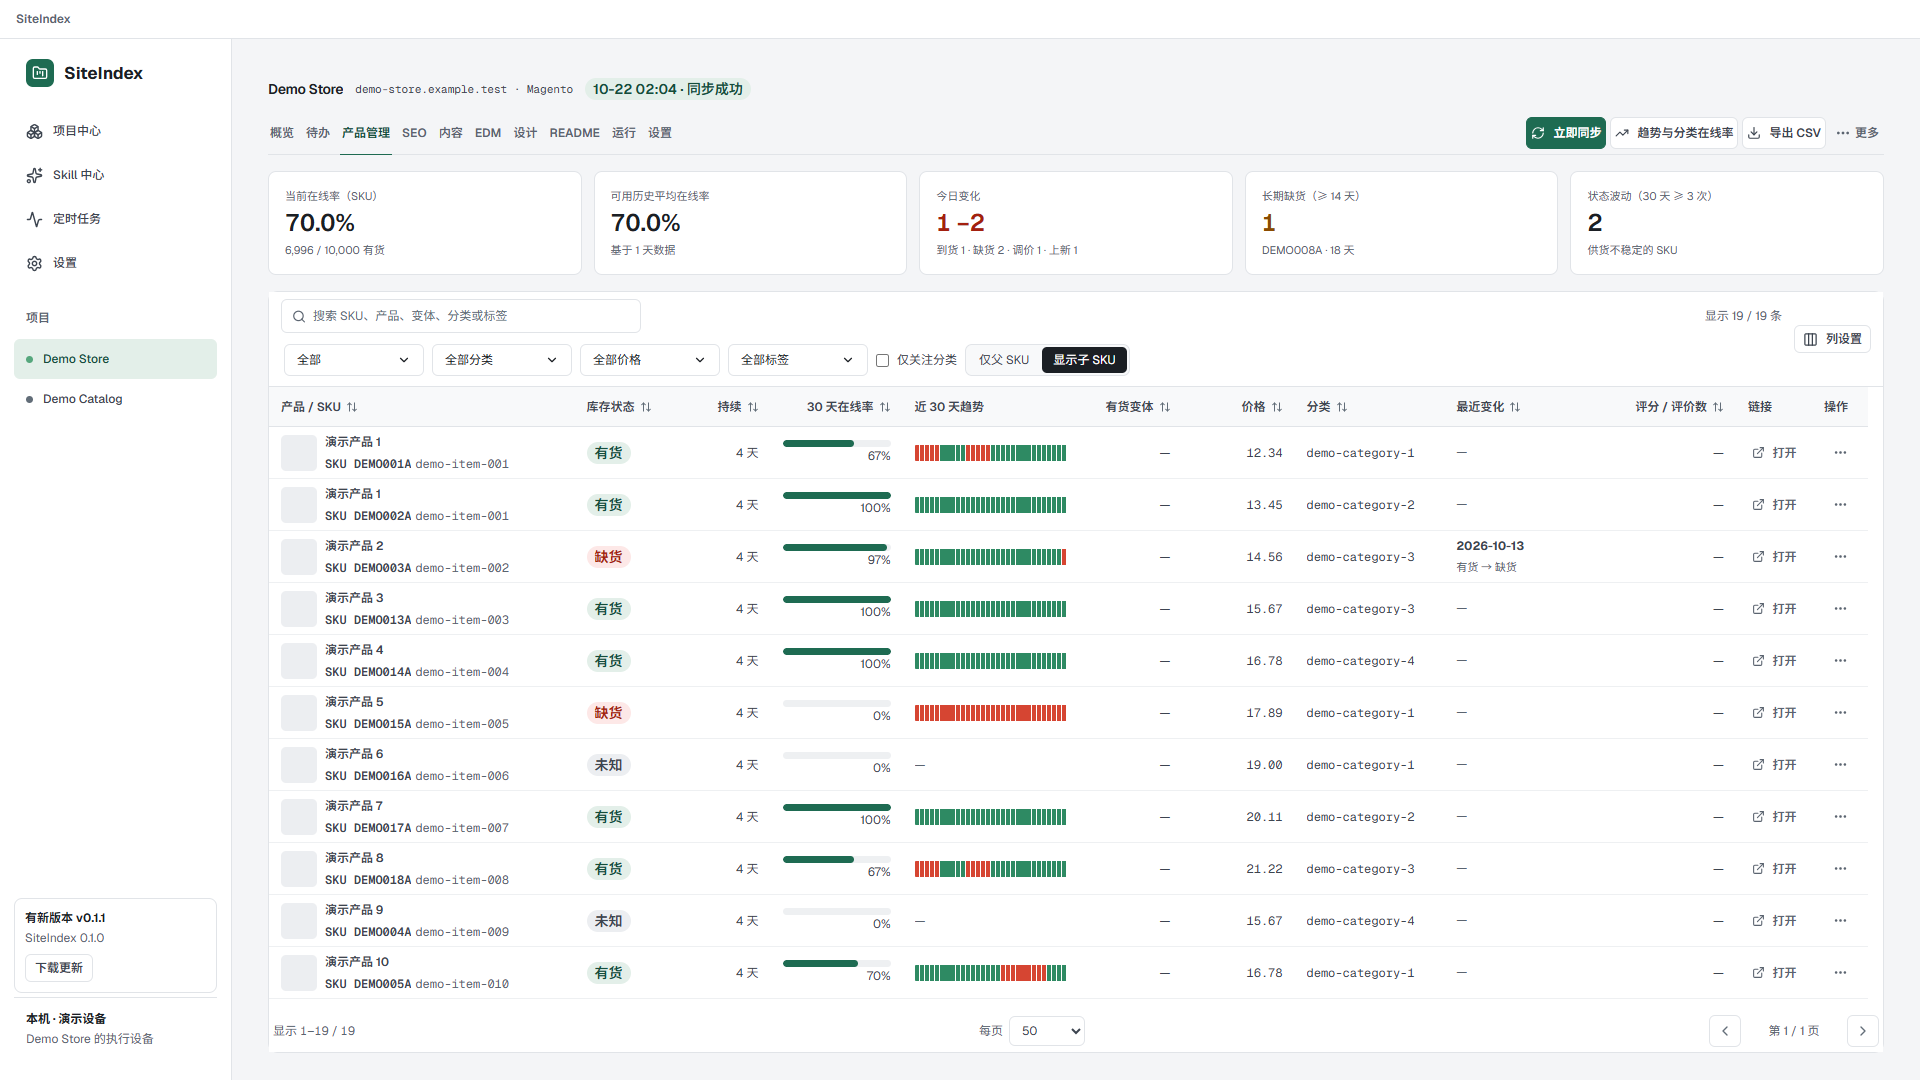 SiteIndex
SiteIndex
项目中心
Skill 中心
定时任务
设置
项目
Demo Store
Demo Catalog
有新版本 v0.1.1
SiteIndex 0.1.0
下载更新
本机 · 演示设备
Demo Store 的执行设备
Demo Store demo-store.example.test · Magento 10-22 02:04 · 同步成功
概览 待办 产品管理 SEO 内容 EDM 设计 README 运行 设置
立即同步 趋势与分类在线率 导出 CSV ··· 更多
当前在线率（SKU）
70.0%
6,996 / 10,000 有货
可用历史平均在线率
70.0%
基于 1 天数据
今日变化
1 −2
到货 1 · 缺货 2 · 调价 1 · 上新 1
长期缺货（≥ 14 天）
1
DEMO008A · 18 天
状态波动（30 天 ≥ 3 次）
2
供货不稳定的 SKU
搜索 SKU、产品、变体、分类或标签
显示 19 / 19 条
列设置
全部 全部分类 全部价格 全部标签 仅关注分类 仅父 SKU 显示子 SKU
产品 / SKU 库存状态 持续 30 天在线率 近 30 天趋势 有货变体 价格 分类 最近变化 评分 / 评价数 链接 操作
演示产品 1
SKU DEMO001A demo-item-001 有货 4 天 67% — 12.34 demo-category-1 — — 打开 ···
演示产品 1
SKU DEMO002A demo-item-001 有货 4 天 100% — 13.45 demo-category-2 — — 打开 ···
演示产品 2
SKU DEMO003A demo-item-002 缺货 4 天 97% — 14.56 demo-category-3 2026-10-13 有货 → 缺货 — 打开 ···
演示产品 3
SKU DEMO013A demo-item-003 有货 4 天 100% — 15.67 demo-category-3 — — 打开 ···
演示产品 4
SKU DEMO014A demo-item-004 有货 4 天 100% — 16.78 demo-category-4 — — 打开 ···
演示产品 5
SKU DEMO015A demo-item-005 缺货 4 天 0% — 17.89 demo-category-1 — — 打开 ···
演示产品 6
SKU DEMO016A demo-item-006 未知 4 天 0% — — 19.00 demo-category-1 — — 打开 ···
演示产品 7
SKU DEMO017A demo-item-007 有货 4 天 100% — 20.11 demo-category-2 — — 打开 ···
演示产品 8
SKU DEMO018A demo-item-008 有货 4 天 67% — 21.22 demo-category-3 — — 打开 ···
演示产品 9
SKU DEMO004A demo-item-009 未知 4 天 0% — — 15.67 demo-category-4 — — 打开 ···
演示产品 10
SKU DEMO005A demo-item-010 有货 4 天 70% — 16.78 demo-category-1 — — 打开 ···
显示 1–19 / 19
每页 50
第 1 / 1 页